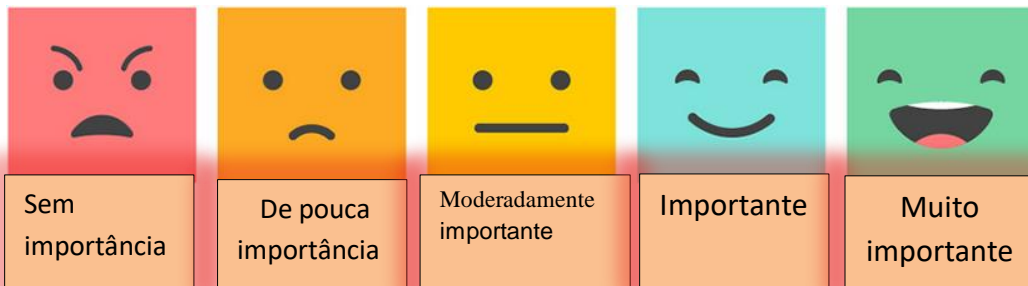 Sem
importância
De pouca
importância
Moderadamente
importante
Importante
Muito
importante